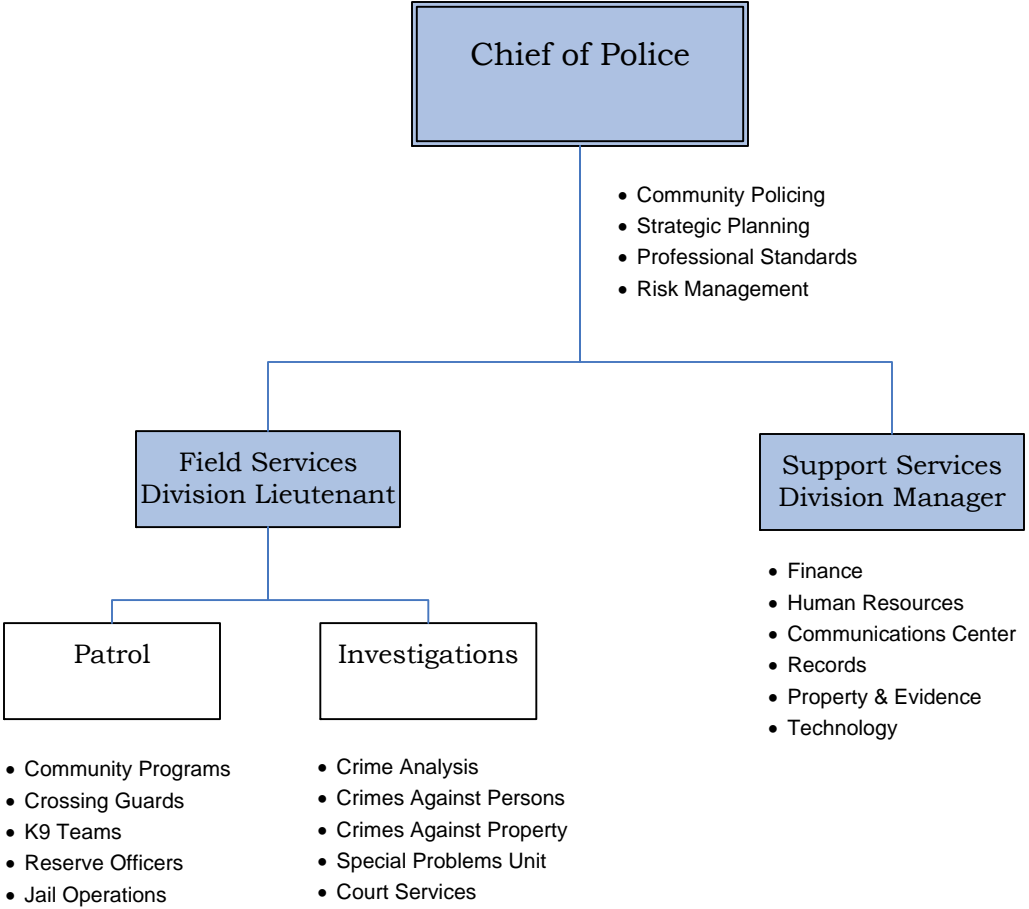 Chief of Police
• Community Policing
• Strategic Planning
• Professional Standards
• Risk Management
Field Services
Division Lieutenant
Support Services
Division Manager
• Finance
• Human Resources
• Communications Center
• Records
• Property & Evidence
• Technology
Patrol
Investigations
• Community Programs
• Crossing Guards
• K9 Teams
• Reserve Officers
• Jail Operations
• Crime Analysis
• Crimes Against Persons
• Crimes Against Property
• Special Problems Unit
• Court Services